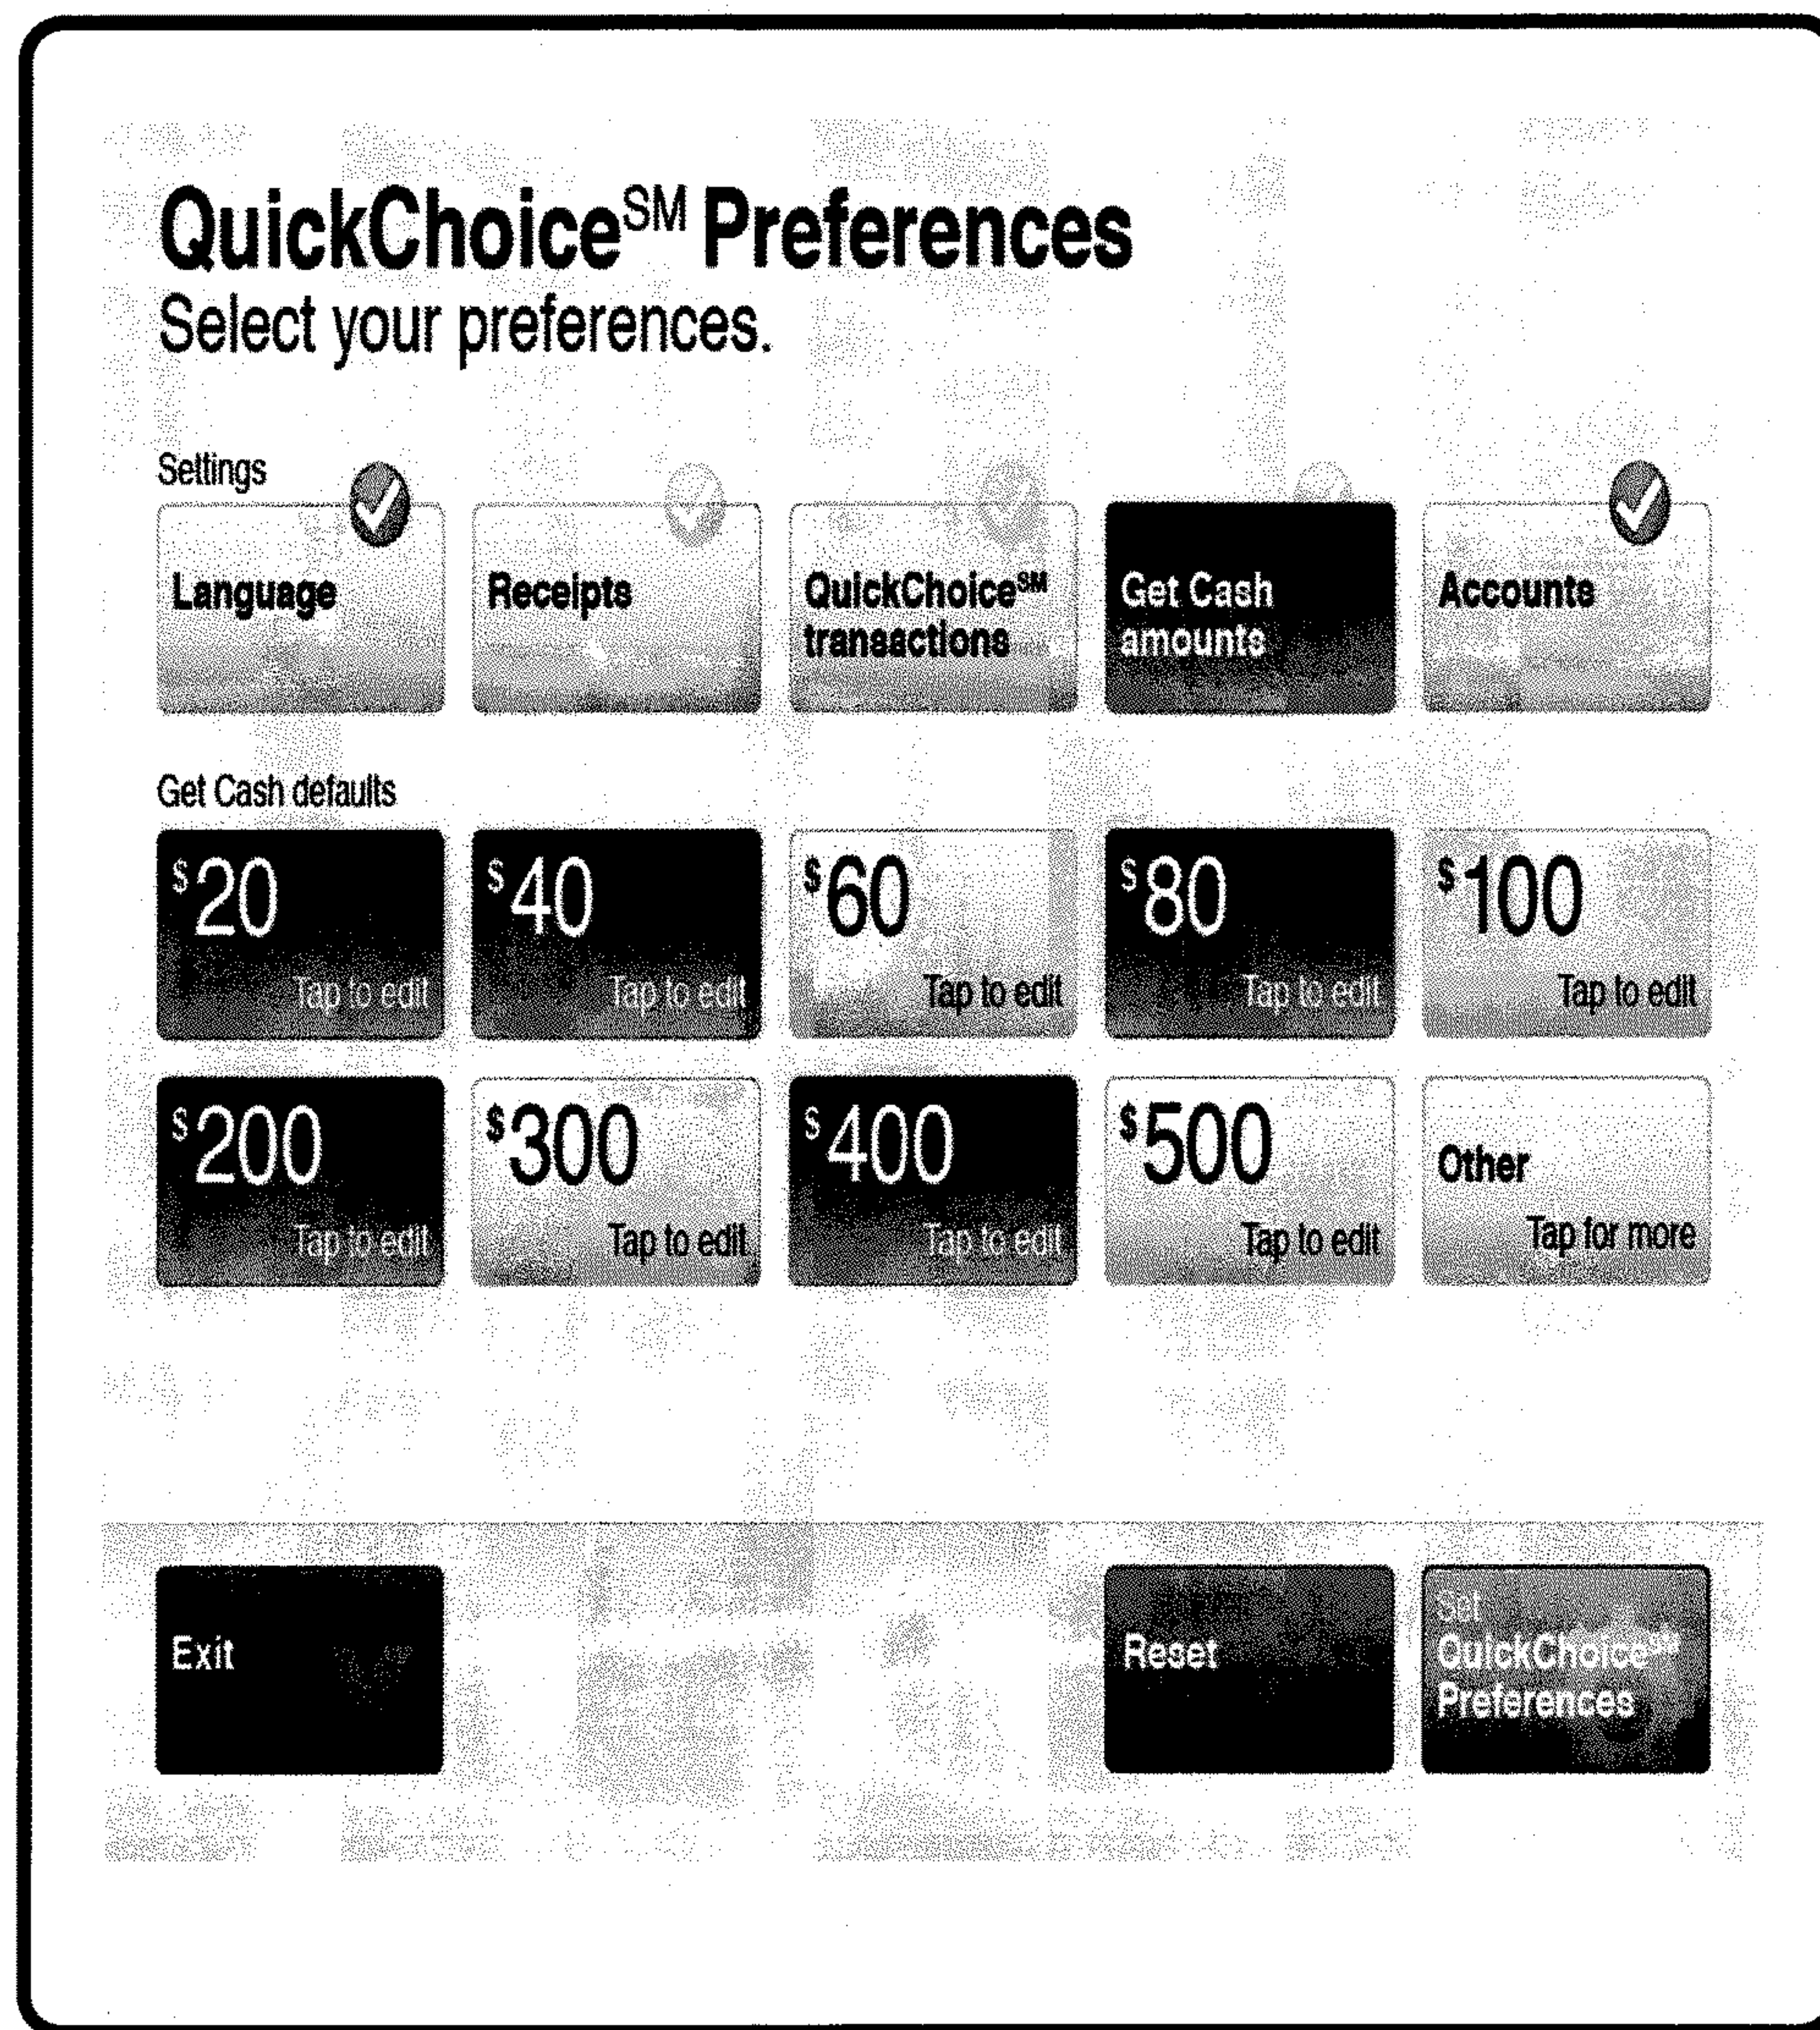 QuickChoice℠ Preferences
Select your preferences.
Settings
Language
Receipts
QuickChoice℠
transactions
Get Cash
amounts
Accounts
Get Cash defaults
$20
Tap to edit
$40
Tap to edit
$60
Tap to edit
$80
Tap to edit
$100
Tap to edit
$200
Tap to edit
$300
Tap to edit
$400
Tap to edit
$500
Tap to edit
Other
Tap for more
Exit
Reset
Set
QuickChoice℠
Preferences